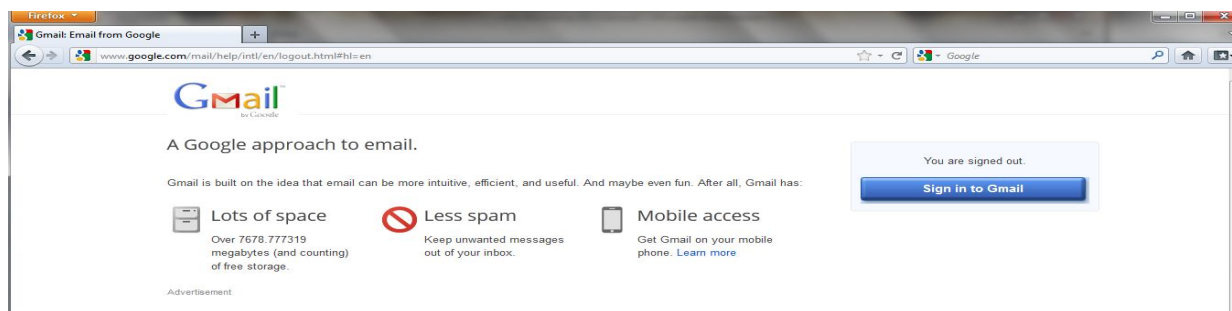 Firefox
Gmail: Email from Google
www.google.com/mail/help/intl/en/logout.html#hl=en
Google
Gmail
by Google
A Google approach to email.
Gmail is built on the idea that email can be more intuitive, efficient, and useful. And maybe even fun. After all, Gmail has:
Lots of space
Over 7678.777319
megabytes (and counting)
of free storage.
Less spam
Keep unwanted messages
out of your inbox.
Mobile access
Get Gmail on your mobile
phone. Learn more
You are signed out.
Sign in to Gmail
Advertisement